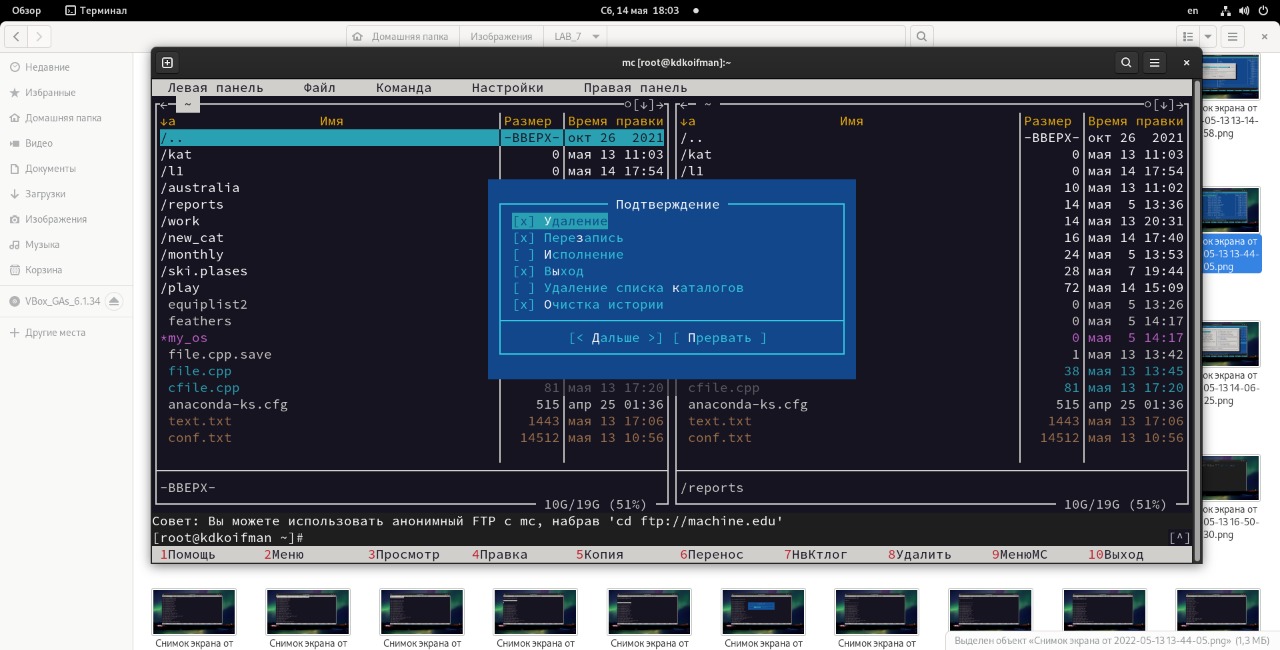 Обзор Терминал Сб, 14 мая 18:03 en
Домашняя папка Изображения LAB_7
Недавние
Избранные
Домашняя папка
Видео
Документы
Загрузки
Изображения
Музыка
Корзина
VBox_GAs_6.1.34
Другие места
mc [root@kdkoifman]:~
Левая панель Файл Команда Настройки Правая панель
←─ ~ ─○[↓]→ ←─ ~ ─○[↓]→
↓а Имя Размер Время правки ↓а Имя Размер Время правки
/.. -ВВЕРХ- окт 26 2021 /.. -ВВЕРХ- окт 26 2021
/kat 0 мая 13 11:03 /kat 0 мая 13 11:03
/l1 0 мая 14 17:54 /l1 0 мая 14 17:54
/australia 10 мая 13 11:02
/reports 14 мая 5 13:36
/work 14 мая 13 20:31
/new_cat 16 мая 14 17:40
/monthly 24 мая 5 13:53
/ski.plases 28 мая 7 19:44
/play 72 мая 14 15:09
equiplist2 0 мая 5 13:26
feathers 0 мая 5 14:17
*my_os 0 мая 5 14:17
file.cpp.save 1 мая 13 13:42
file.cpp 38 мая 13 13:45
cfile.cpp 81 мая 13 17:20 cfile.cpp 81 мая 13 17:20
anaconda-ks.cfg 515 апр 25 01:36 anaconda-ks.cfg 515 апр 25 01:36
text.txt 1443 мая 13 17:06 text.txt 1443 мая 13 17:06
conf.txt 14512 мая 13 10:56 conf.txt 14512 мая 13 10:56
Подтверждение
[x] Удаление
[x] Перезапись
[ ] Исполнение
[x] Выход
[ ] Удаление списка каталогов
[x] Очистка истории
[< Дальше >] [ Прервать ]
-ВВЕРХ- /reports
10G/19G (51%) 10G/19G (51%)
Совет: Вы можете использовать анонимный FTP с mc, набрав 'cd ftp://machine.edu'
[root@kdkoifman ~]# [^]
1Помощь 2Меню 3Просмотр 4Правка 5Копия 6Перенос 7НвКтлог 8Удалить 9МенюМС 10Выход
ок экрана от
-05-13 13-14-
58.png
ок экрана от
-05-13 13-44-
05.png
ок экрана от
-05-13 14-06-
25.png
ок экрана от
-05-13 16-50-
30.png
Снимок экрана от Снимок экрана от Снимок экрана от Снимок экрана от Снимок экрана от Снимок экрана от Снимок экрана от
Выделен объект «Снимок экрана от 2022-05-13 13-44-05.png» (1,3 МБ)